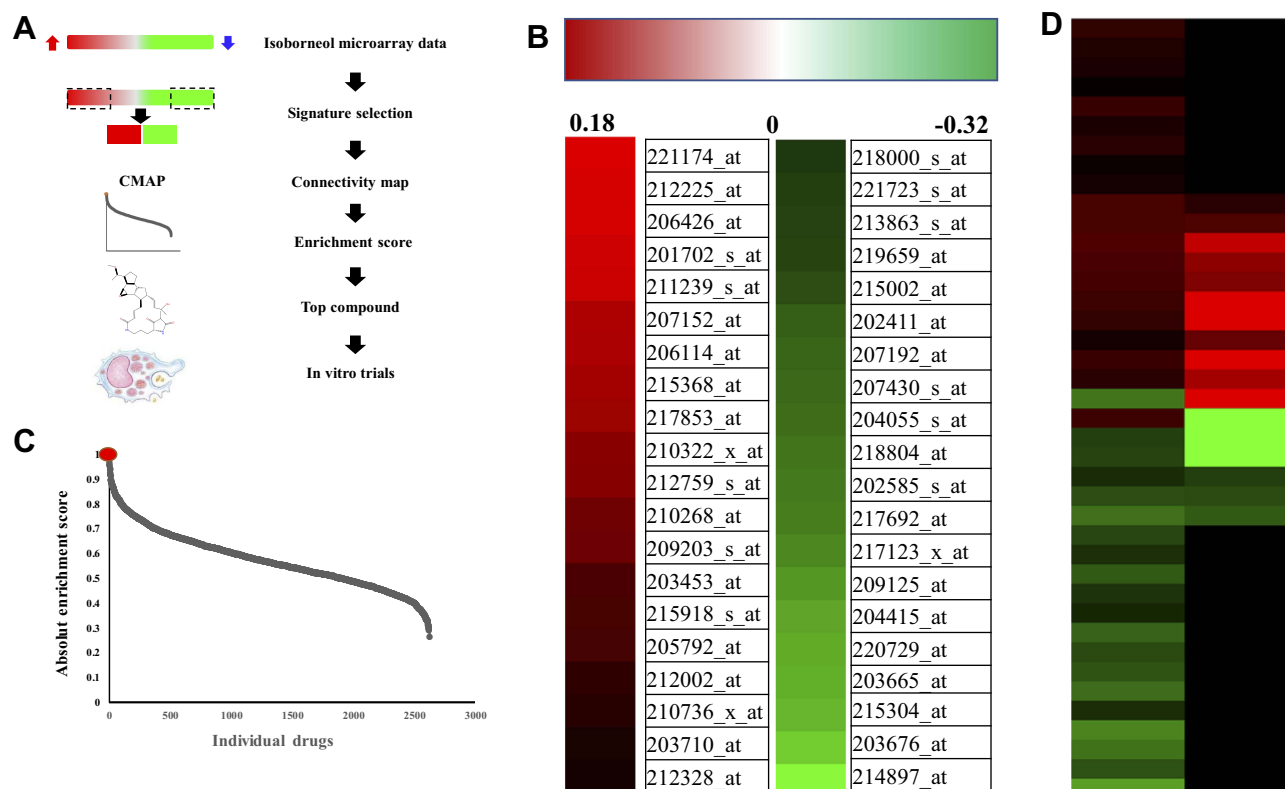 A
Isoborneol microarray data
Signature selection
CMAP
Connectivity map
Enrichment score
Top compound
In vitro trials
B
0.18
0
-0.32
221174_at
212225_at
206426_at
201702_s_at
211239_s_at
207152_at
206114_at
215368_at
217853_at
210322_x_at
212759_s_at
210268_at
209203_s_at
203453_at
215918_s_at
205792_at
212002_at
210736_x_at
203710_at
212328_at
218000_s_at
221723_s_at
213863_s_at
219659_at
215002_at
202411_at
207192_at
207430_s_at
204055_s_at
218804_at
202585_s_at
217692_at
217123_x_at
209125_at
204415_at
220729_at
203665_at
215304_at
203676_at
214897_at
C
Absolut enrichment score
1
0.9
0.8
0.7
0.6
0.5
0.4
0.3
0.2
0.1
0
0 500 1000 1500 2000 2500 3000
Individual drugs
D